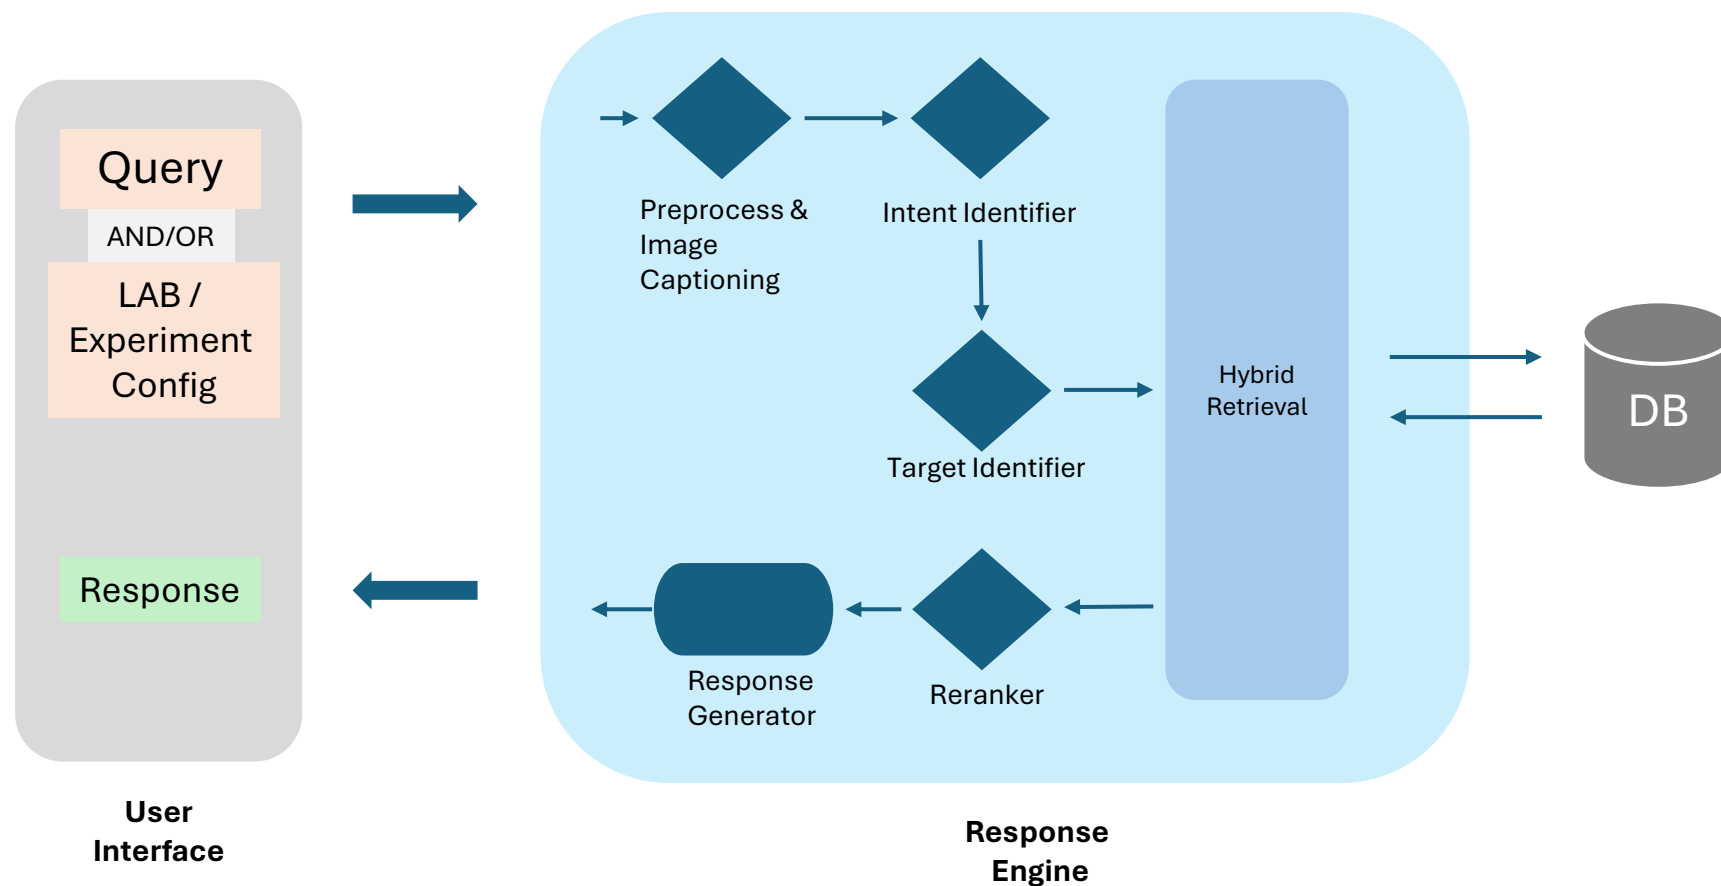 Query
AND/OR
LAB /
Experiment
Config
Response
User
Interface
Preprocess &
Image
Captioning
Intent Identifier
Target Identifier
Hybrid
Retrieval
Reranker
Response
Generator
Response
Engine
DB